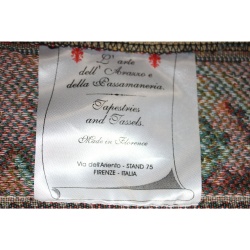 L'arte
dell'Arazzo e
della Passamaneria.
Tapestries
and Tassels.
Made in Florence
Via dell'Ariento - STAND 75
FIRENZE - ITALIA